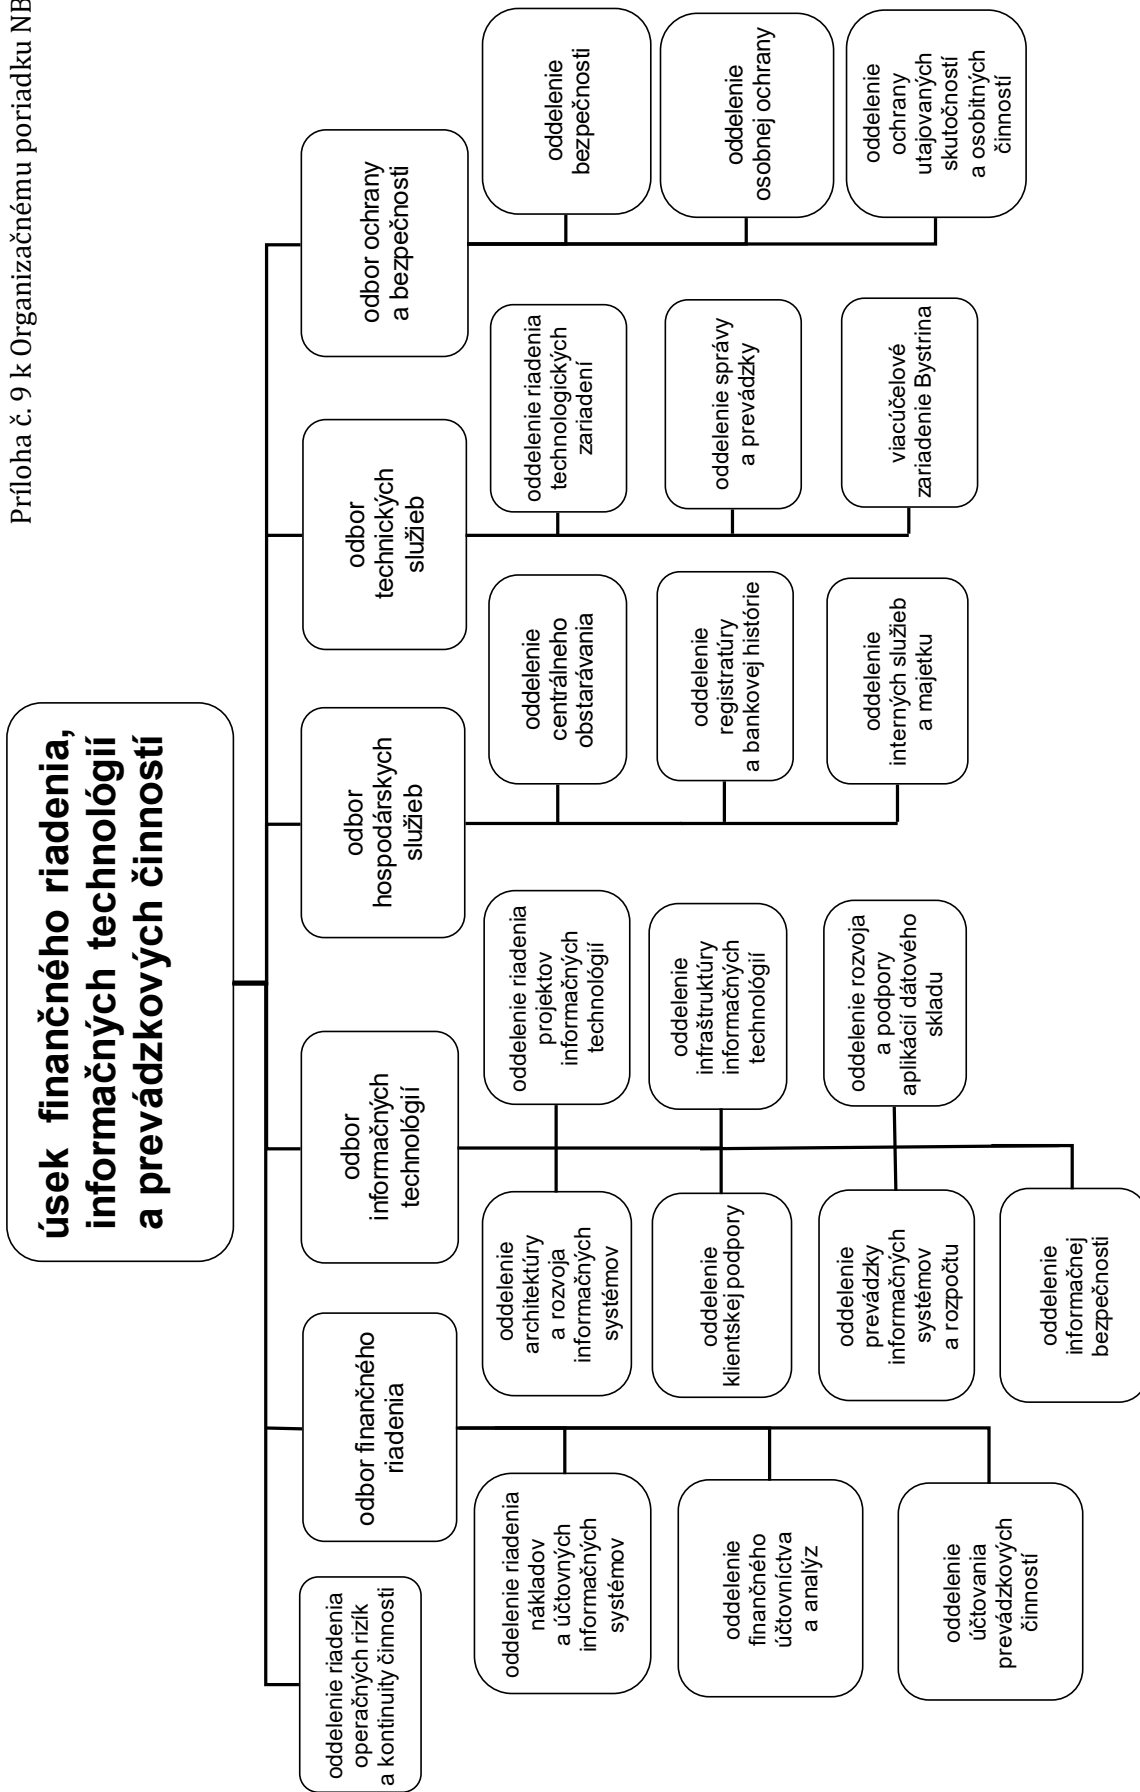 Príloha č. 9 k Organizačnému poriadku NB
úsek finančného riadenia,
informačných technológií
a prevádzkových činností
oddelenie riadenia
operačných rizík
a kontinuity činnosti
odbor finančného
riadenia
odbor
informačných
technológií
odbor
hospodárskych
služieb
odbor
technických
služieb
odbor ochrany
a bezpečnosti
oddelenie riadenia
nákladov
a účtovných
informačných
systémov
oddelenie
finančného
účtovníctva
a analýz
oddelenie
účtovania
prevádzkových
činností
oddelenie
architektúry
a rozvoja
informačných
systémov
oddelenie riadenia
projektov
informačných
technológií
oddelenie
klientskej podpory
oddelenie
infraštruktúry
informačných
technológií
oddelenie
prevádzky
informačných
systémov
a rozpočtu
oddelenie rozvoja
a podpory
aplikácií dátového
skladu
oddelenie
informačnej
bezpečnosti
oddelenie
centrálneho
obstarávania
oddelenie
registratúry
a bankovej histórie
oddelenie
interných služieb
a majetku
oddelenie riadenia
technologických
zariadení
oddelenie správy
a prevádzky
viacúčelové
zariadenie Bystrina
oddelenie
bezpečnosti
oddelenie
osobnej ochrany
oddelenie
ochrany
utajovaných
skutočností
a osobitných
činností